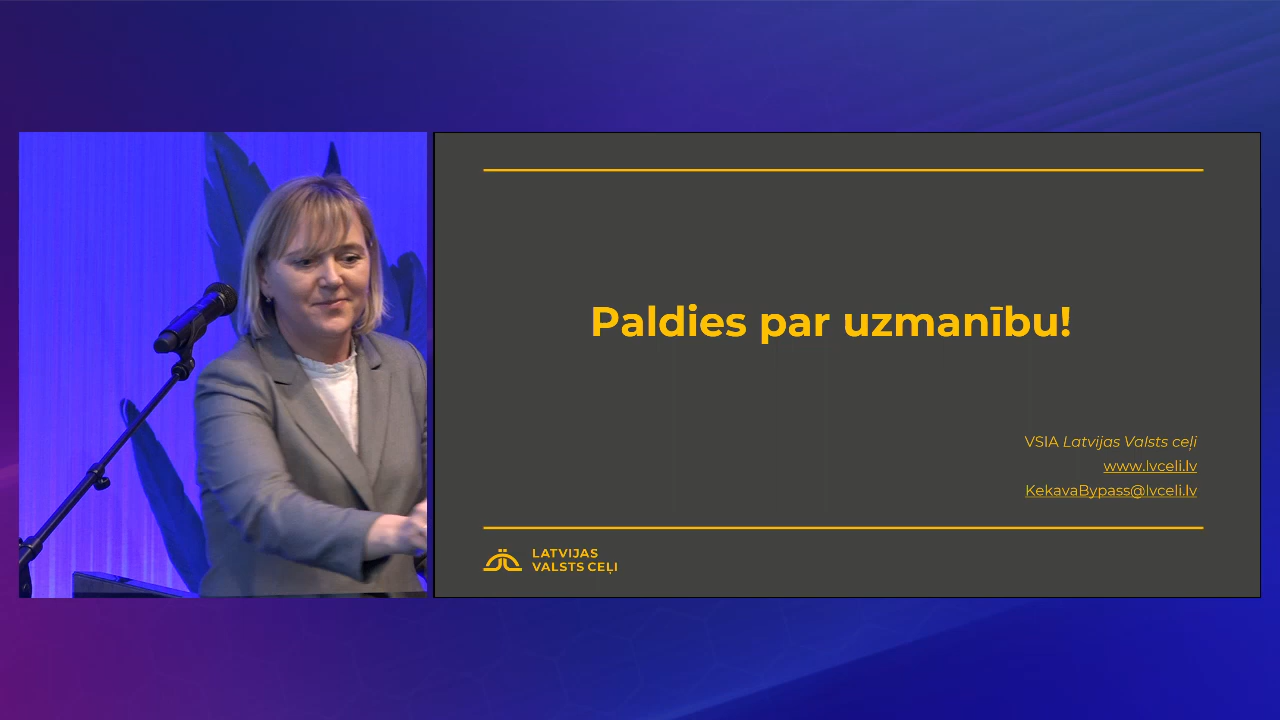 Paldies par uzmanību!
VSIA Latvijas Valsts ceļi
www.lvceli.lv
KekavaBypass@lvceli.lv
LATVIJAS
VALSTS CEĻI